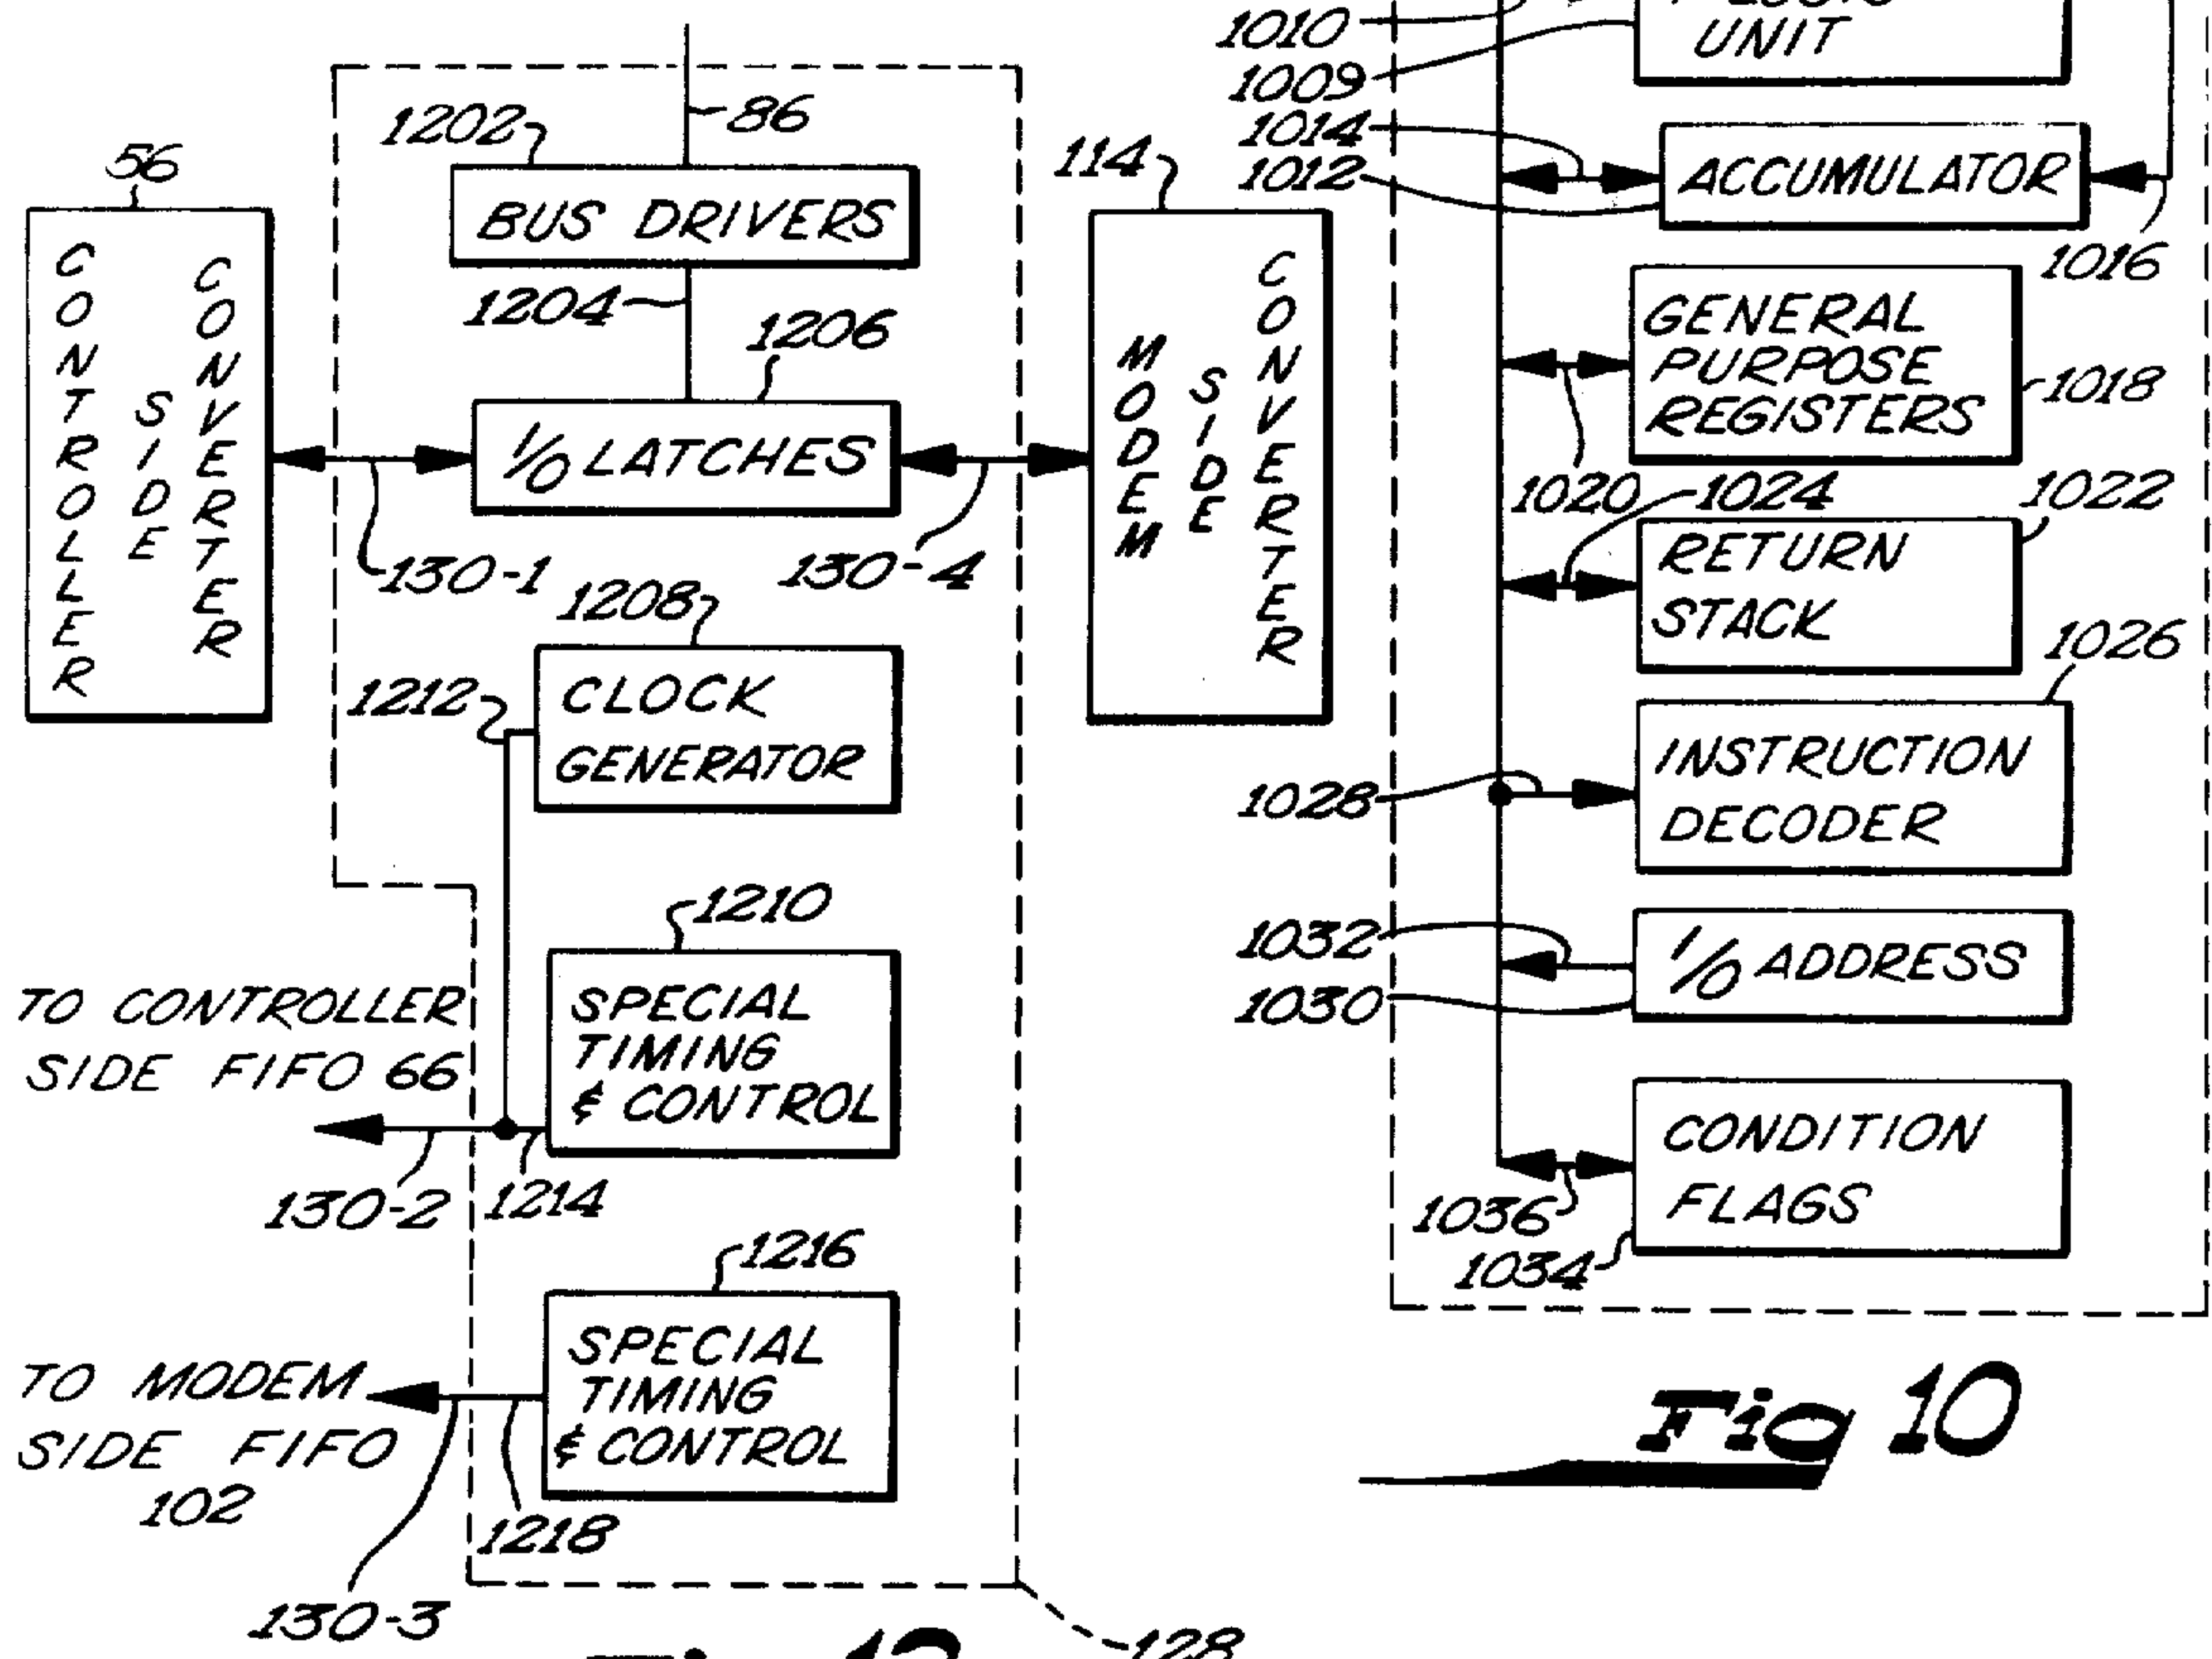 86
1202
56
BUS DRIVERS
CONTROLLER
SIDE
CONVERTER
1204
1206
I/O LATCHES
114
MODEM
SIDE
CONVERTER
130-1
130-4
1208
1212
CLOCK
GENERATOR
1210
TO CONTROLLER
SIDE FIFO 66
SPECIAL
TIMING
& CONTROL
130-2
1214
1216
TO MODEM
SIDE FIFO
102
SPECIAL
TIMING
& CONTROL
1218
130-3
128
1010
UNIT
1009
1014
1012
ACCUMULATOR
1016
GENERAL
PURPOSE
REGISTERS
1018
1020
1024
1022
RETURN
STACK
1026
INSTRUCTION
DECODER
1028
1032
I/O ADDRESS
1030
CONDITION
FLAGS
1036
1034
Fig 10